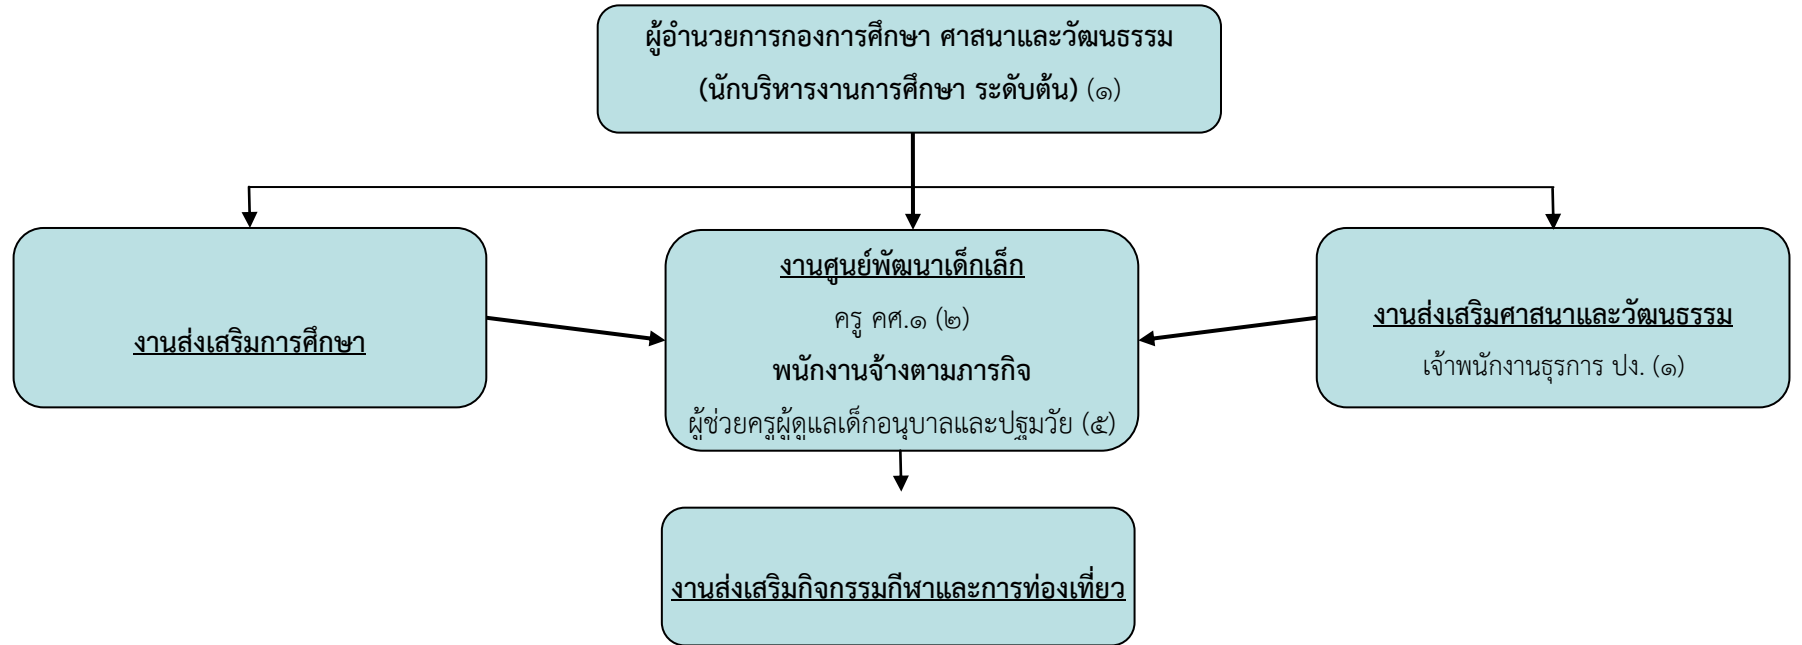 ผู้อำนวยการกองการศึกษา ศาสนาและวัฒนธรรม
(นักบริหารงานการศึกษา ระดับต้น) (๑)
งานส่งเสริมการศึกษา
งานศูนย์พัฒนาเด็กเล็ก
ครู คศ.๑ (๒)
พนักงานจ้างตามภารกิจ
ผู้ช่วยครูผู้ดูแลเด็กอนุบาลและปฐมวัย (๕)
งานส่งเสริมศาสนาและวัฒนธรรม
เจ้าพนักงานธุรการ ปง. (๑)
งานส่งเสริมกิจกรรมกีฬาและการท่องเที่ยว